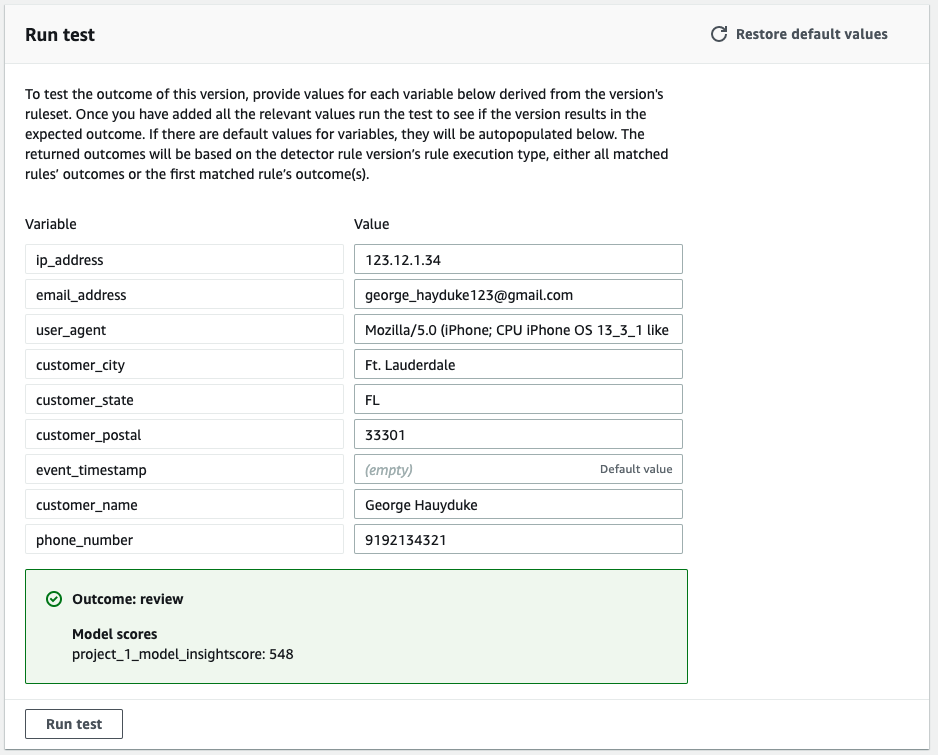 Run test
Restore default values
To test the outcome of this version, provide values for each variable below derived from the version's
ruleset. Once you have added all the relevant values run the test to see if the version results in the
expected outcome. If there are default values for variables, they will be autopopulated below. The
returned outcomes will be based on the detector rule version's rule execution type, either all matched
rules' outcomes or the first matched rule's outcome(s).
Variable Value
ip_address 123.12.1.34
email_address george_hayduke123@gmail.com
user_agent Mozilla/5.0 (iPhone; CPU iPhone OS 13_3_1 like
customer_city Ft. Lauderdale
customer_state FL
customer_postal 33301
event_timestamp (empty) Default value
customer_name George Hauyduke
phone_number 9192134321
Outcome: review
Model scores
project_1_model_insightscore: 548
Run test